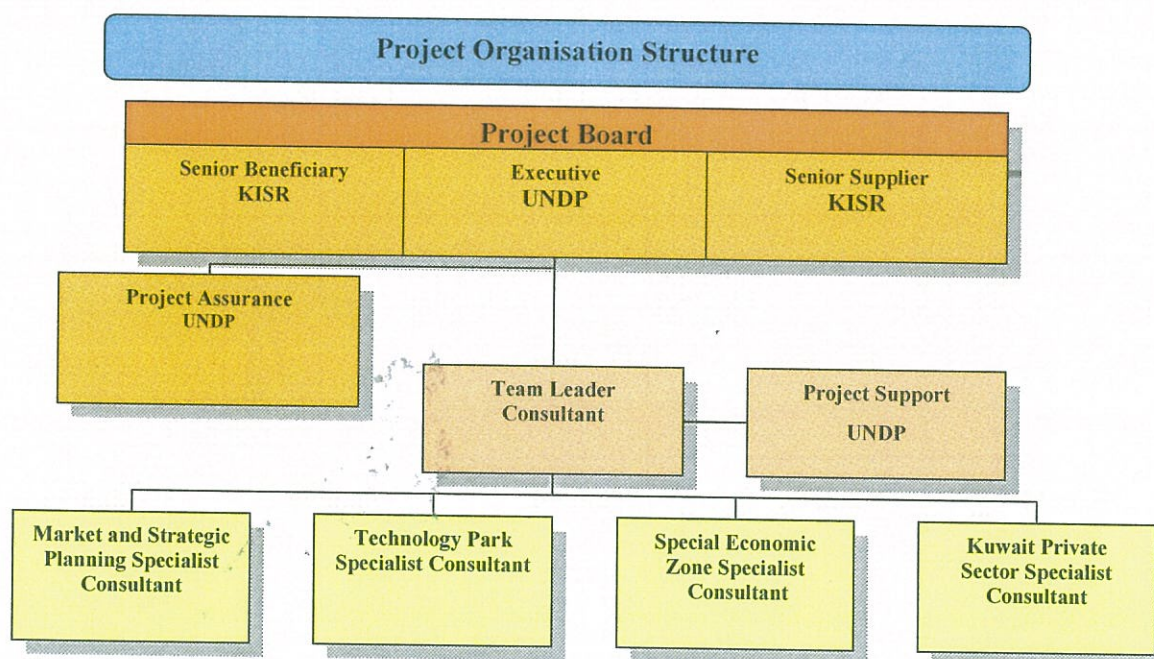 Project Organisation Structure
Project Board
Senior Beneficiary
KISR
Executive
UNDP
Senior Supplier
KISR
Project Assurance
UNDP
Team Leader
Consultant
Project Support
UNDP
Market and Strategic
Planning Specialist
Consultant
Technology Park
Specialist Consultant
Special Economic
Zone Specialist
Consultant
Kuwait Private
Sector Specialist
Consultant